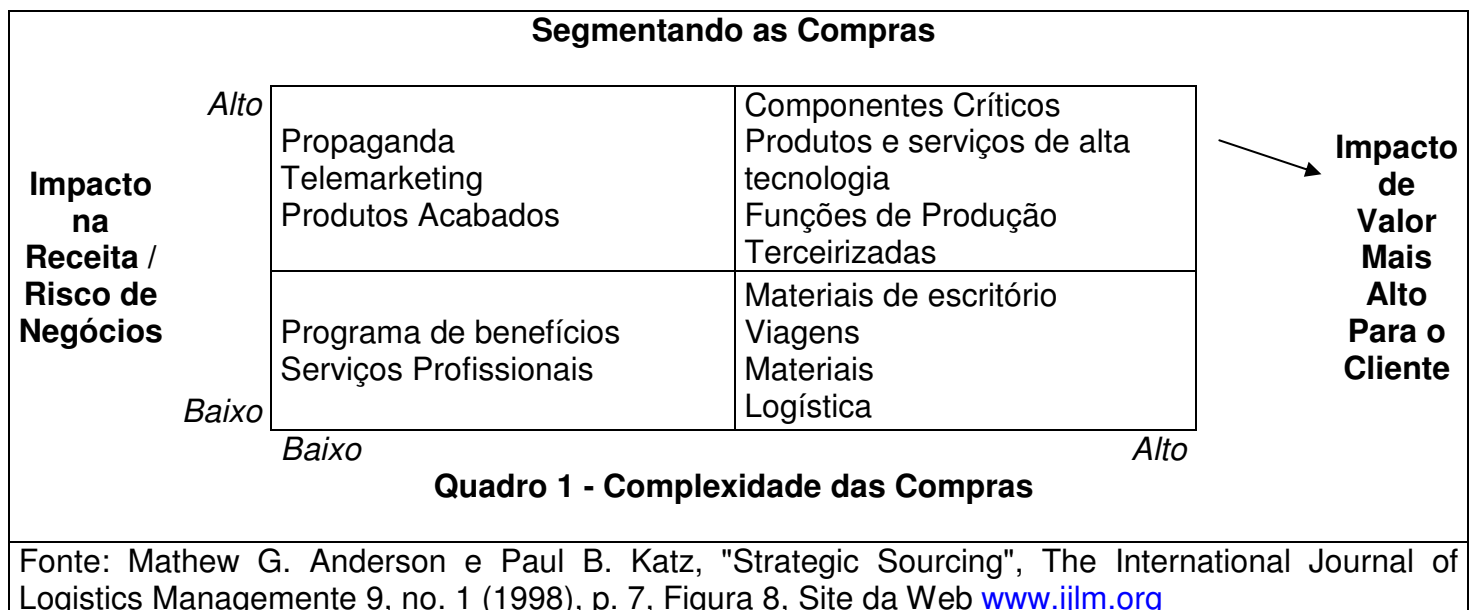 Segmentando as Compras
Alto
Impacto
na
Receita /
Risco de
Negócios
Baixo
Propaganda
Telemarketing
Produtos Acabados
Componentes Críticos
Produtos e serviços de alta
tecnologia
Funções de Produção
Terceirizadas
Programa de benefícios
Serviços Profissionais
Materiais de escritório
Viagens
Materiais
Logística
Impacto
de
Valor
Mais
Alto
Para o
Cliente
Baixo
Alto
Quadro 1 - Complexidade das Compras
Fonte: Mathew G. Anderson e Paul B. Katz, "Strategic Sourcing", The International Journal of
Logistics Managemente 9, no. 1 (1998), p. 7, Figura 8, Site da Web www.ijlm.org